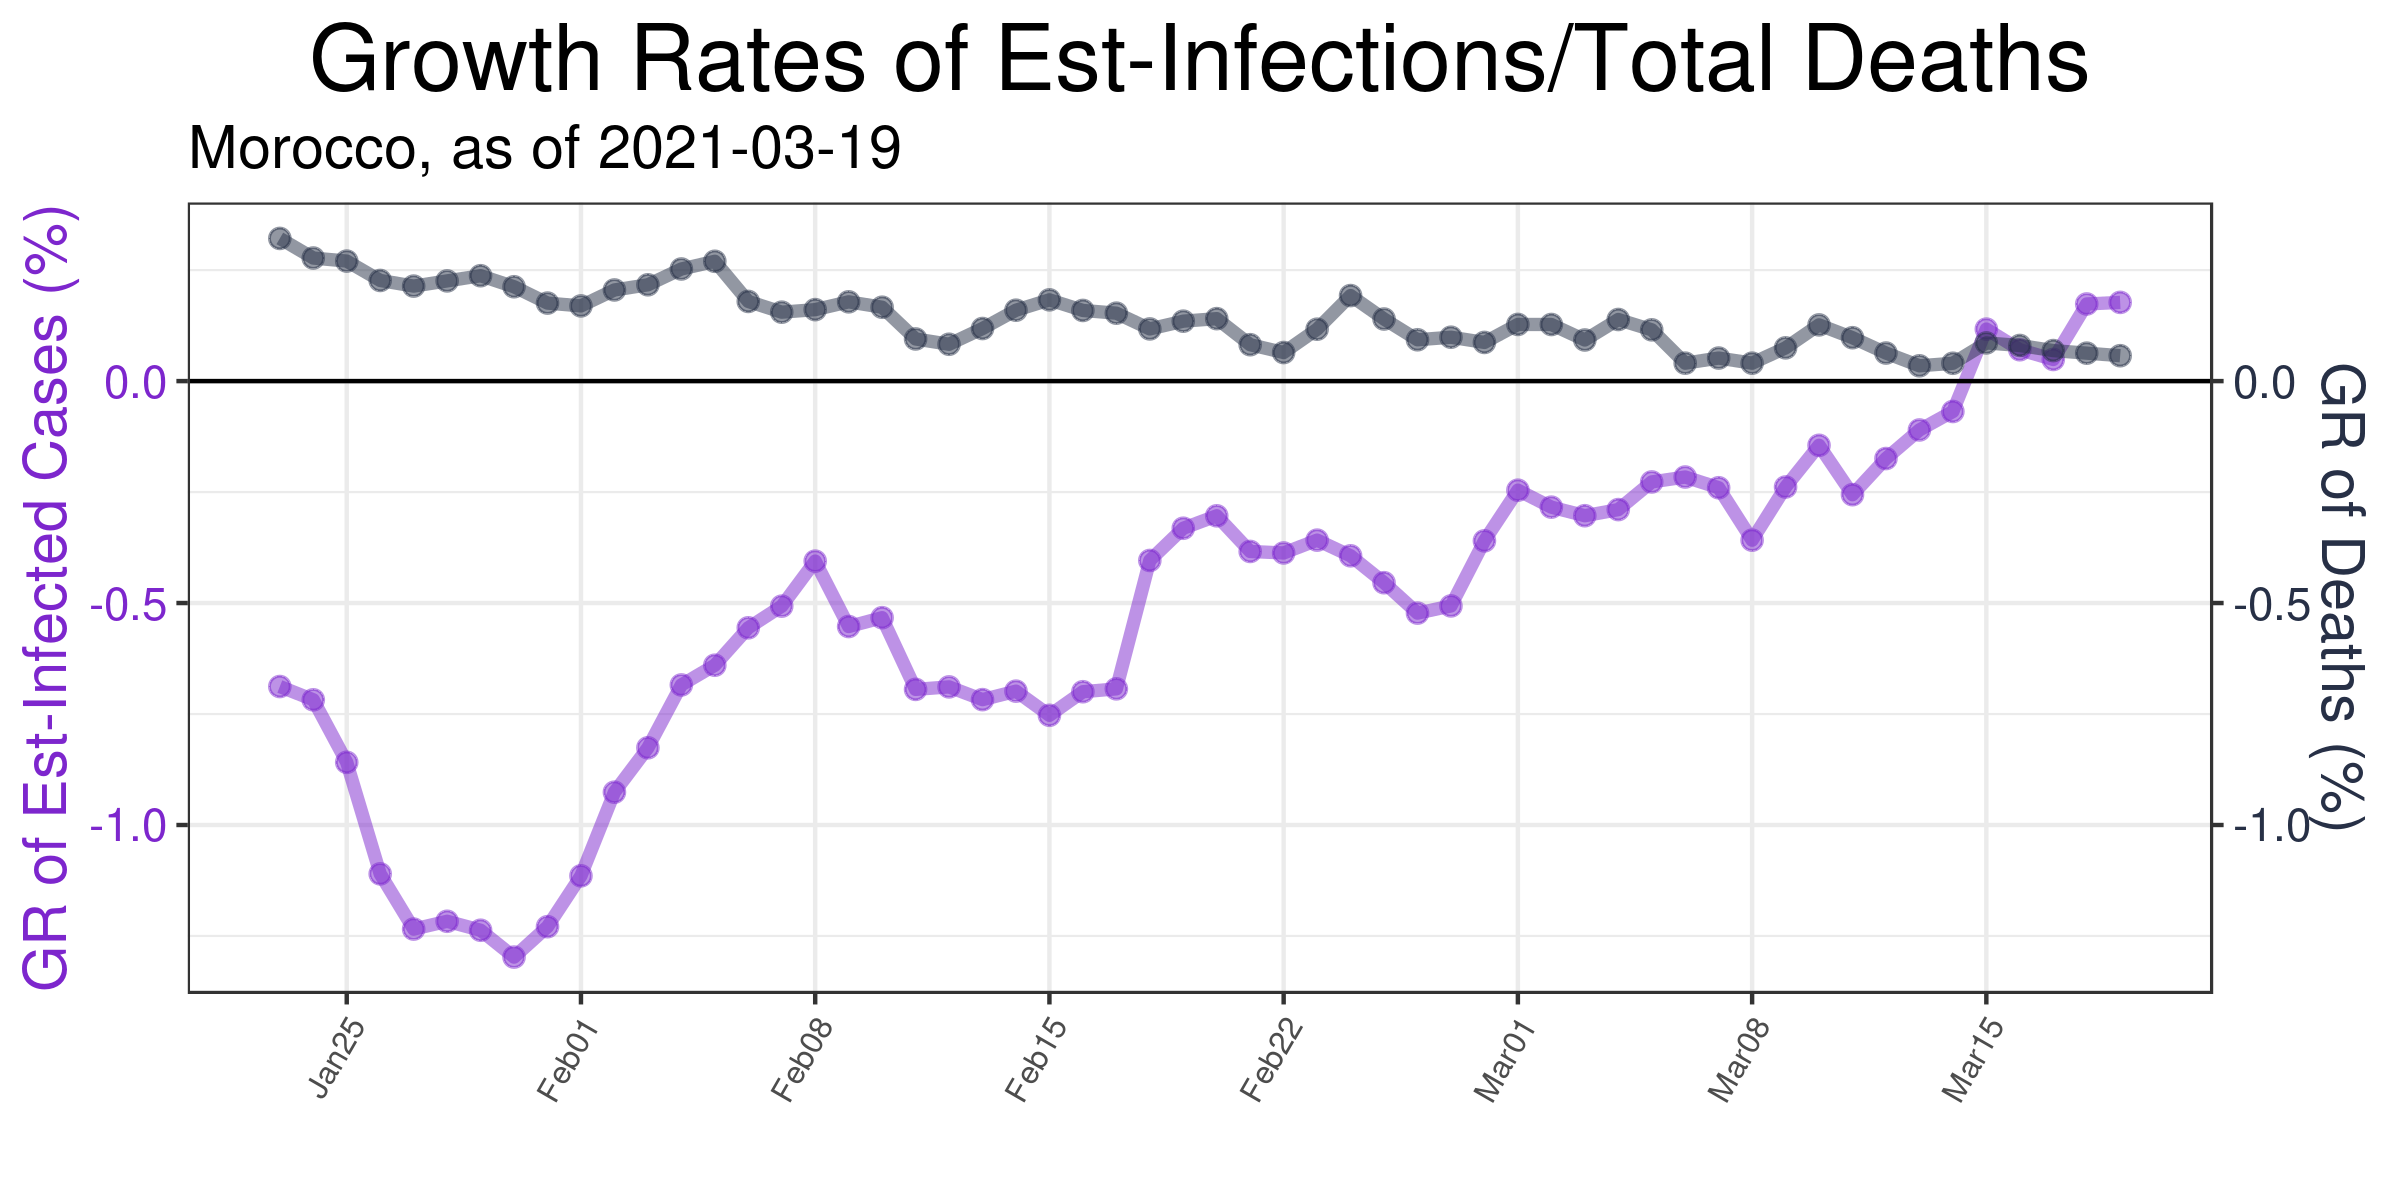 Growth Rates of Est-Infections/Total Deaths
Morocco, as of 2021-03-19
GR of Est-Infected Cases (%)
0.0
-0.5
-1.0
0.0
-0.5
-1.0
GR of Deaths (%)
Jan25
Feb01
Feb08
Feb15
Feb22
Mar01
Mar08
Mar15